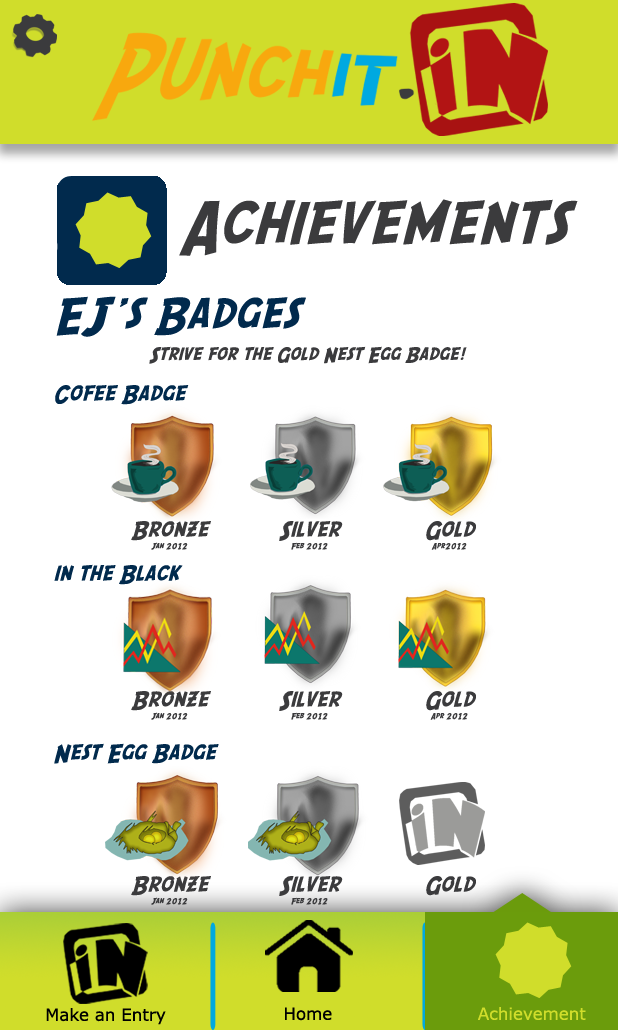 PUNCHIT.iN
ACHIEVEMENTS
EJ'S BADGES
STRIVE FOR THE GOLD NEST EGG BADGE!
COFEE BADGE
BRONZE SILVER GOLD
JAN 2012 FEB 2012 APR2012
IN THE BLACK
BRONZE SILVER GOLD
JAN 2012 FEB 2012 APR 2012
NEST EGG BADGE
iN
BRONZE SILVER GOLD
JAN 2012 FEB 2012
iN
Make an Entry Home Achievement